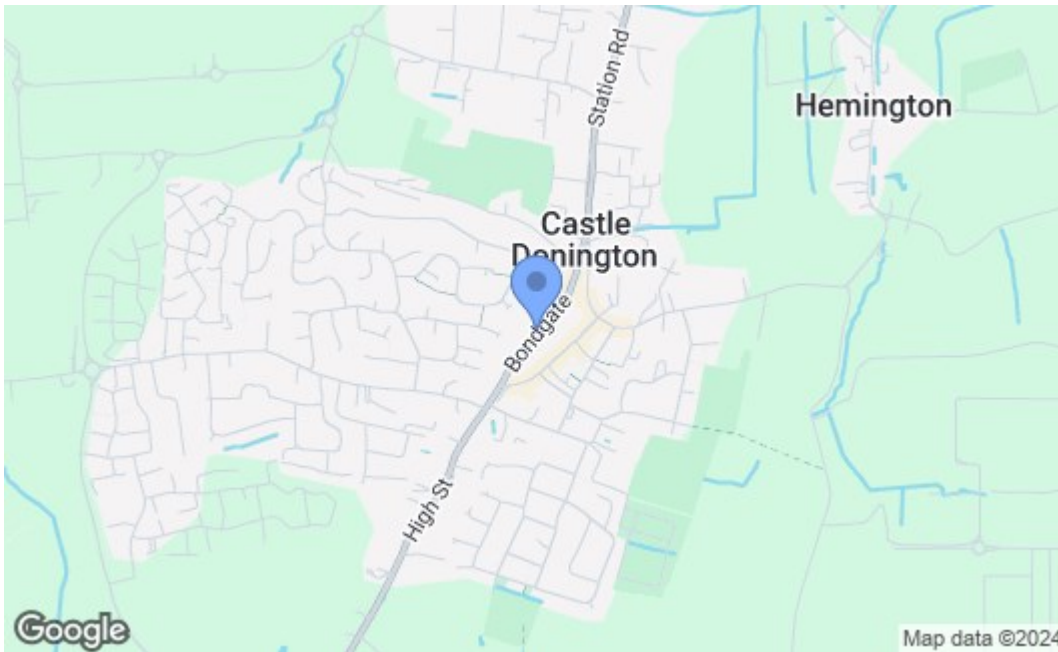 Station Rd
Hemington
Castle
Donington
Bondgate
High St
Google
Map data ©2024